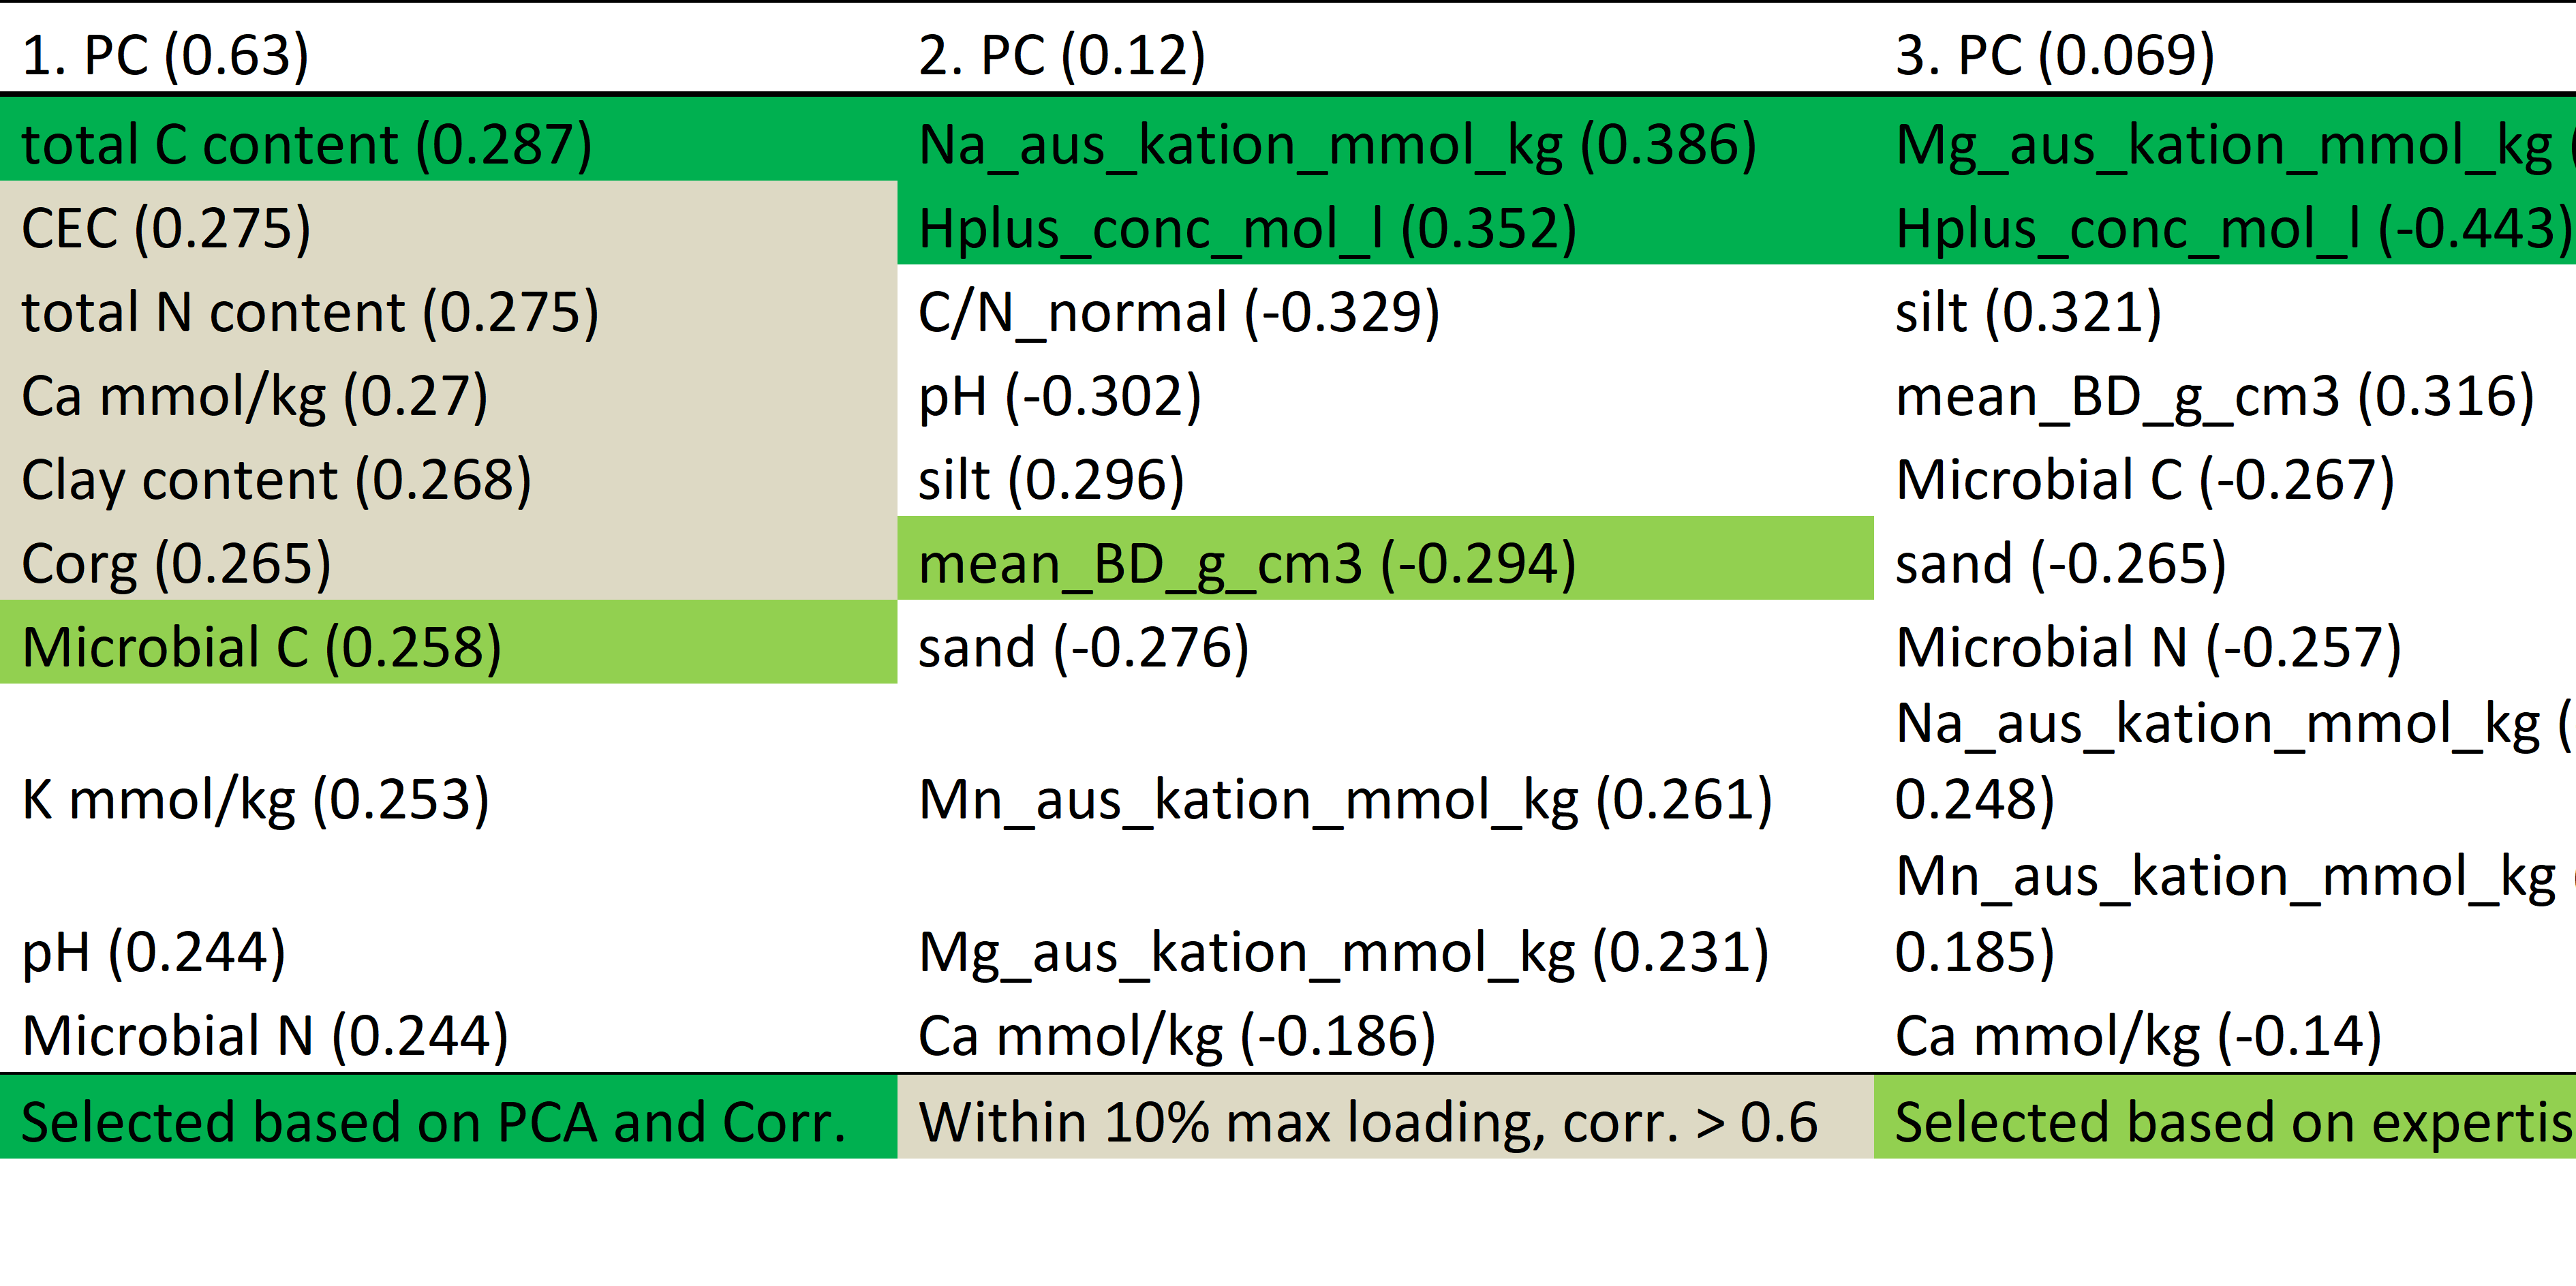 1. PC (0.63) 2. PC (0.12) 3. PC (0.069)
total C content (0.287) Na_aus_kation_mmol_kg (0.386) Mg_aus_kation_mmol_kg (
CEC (0.275) Hplus_conc_mol_l (0.352) Hplus_conc_mol_l (-0.443)
total N content (0.275) C/N_normal (-0.329) silt (0.321)
Ca mmol/kg (0.27) pH (-0.302) mean_BD_g_cm3 (0.316)
Clay content (0.268) silt (0.296) Microbial C (-0.267)
Corg (0.265) mean_BD_g_cm3 (-0.294) sand (-0.265)
Microbial C (0.258) sand (-0.276) Microbial N (-0.257)
Na_aus_kation_mmol_kg (
K mmol/kg (0.253) Mn_aus_kation_mmol_kg (0.261) 0.248)
Mn_aus_kation_mmol_kg (
pH (0.244) Mg_aus_kation_mmol_kg (0.231) 0.185)
Microbial N (0.244) Ca mmol/kg (-0.186) Ca mmol/kg (-0.14)
Selected based on PCA and Corr. Within 10% max loading, corr. > 0.6 Selected based on expertis